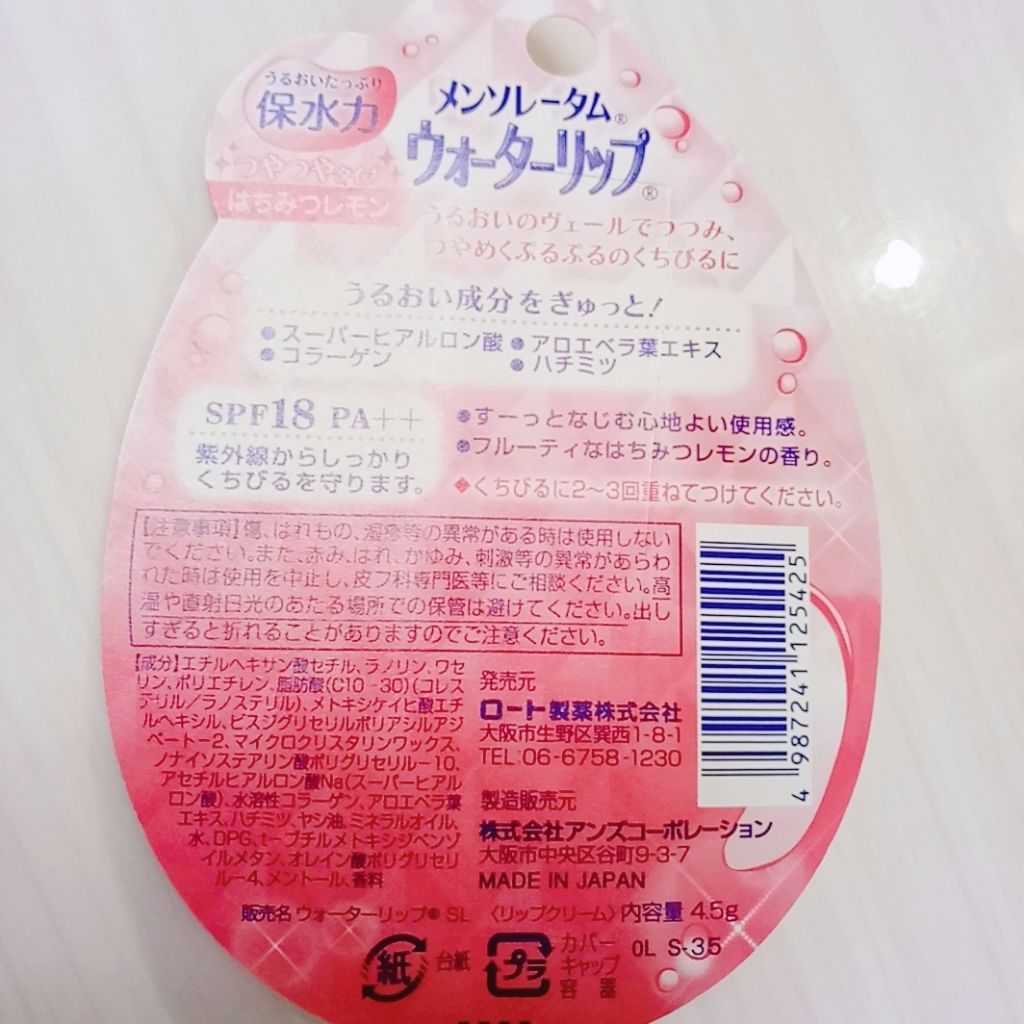 うるおいたっぷり
保水力
つやつやタイプ
はちみつレモン
メンソレータム®
ウォーターリップ®
うるおいのヴェールでつつみ、
つやめくぷるぷるのくちびるに
うるおい成分をぎゅっと!
●スーパーヒアルロン酸 ●アロエベラ葉エキス
●コラーゲン ●ハチミツ
SPF18 PA++
紫外線からしっかり
くちびるを守ります。
●すーっとなじむ心地よい使用感。
●フルーティなはちみつレモンの香り。
◆くちびるに2〜3回重ねてつけてください。
【注意事項】傷、はれもの、湿疹等の異常がある時は使用しない
でください。また、赤み、はれ、かゆみ、刺激等の異常があらわ
れた時は使用を中止し、皮フ科専門医等にご相談ください。高
温や直射日光のあたる場所での保管は避けてください。出し
すぎると折れることがありますのでご注意ください。
【成分】エチルヘキサン酸セチル、ラノリン、ワセ
リン、ポリエチレン、脂肪酸(C10-30)(コレス
テリル/ラノステリル)、メトキシケイヒ酸エチ
ルヘキシル、ビスジグリセリルポリアシルアジ
ペート-2、マイクロクリスタリンワックス、
ノナイソステアリン酸ポリグリセリル-10、
アセチルヒアルロン酸Na(スーパーヒアル
ロン酸)、水溶性コラーゲン、アロエベラ葉
エキス、ハチミツ、ヤシ油、ミネラルオイル、
水、DPG、t-ブチルメトキシジベンゾ
イルメタン、オレイン酸ポリグリセリ
ル-4、メントール、香料
発売元
ロート製薬株式会社
大阪市生野区巽西1-8-1
TEL 06-6758-1230
製造販売元
株式会社アンズコーポレーション
大阪市中央区谷町9-3-7
MADE IN JAPAN
4 987241 125425
販売名 ウォーターリップ® SL 〈リップクリーム〉 内容量 4.5g
紙 台紙
プラ カバー
キャップ
容器
OL S-35